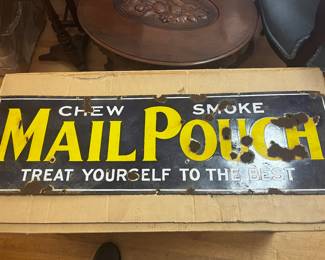 CHEW SMOKE
MAIL POUCH
TREAT YOURSELF TO THE BEST